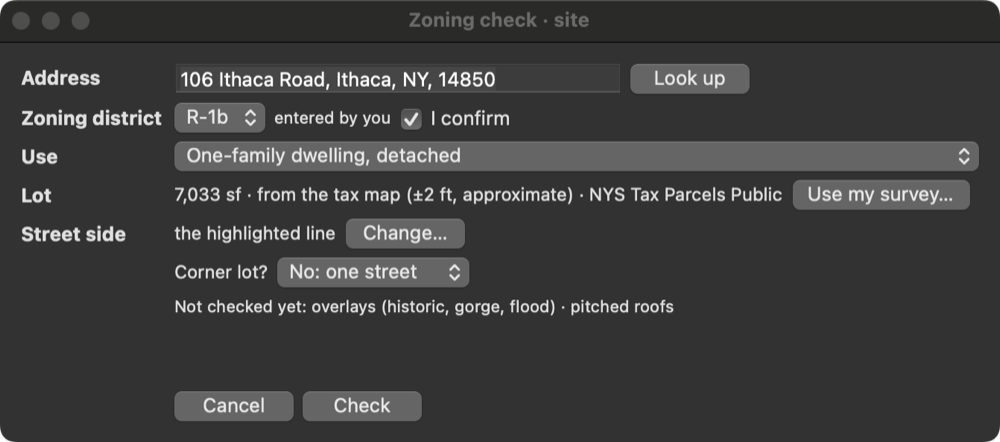 Zoning check · site
Address 106 Ithaca Road, Ithaca, NY, 14850 Look up
Zoning district R-1b entered by you I confirm
Use One-family dwelling, detached
Lot 7,033 sf · from the tax map (±2 ft, approximate) · NYS Tax Parcels Public Use my survey...
Street side the highlighted line Change...
Corner lot? No: one street
Not checked yet: overlays (historic, gorge, flood) · pitched roofs
Cancel Check